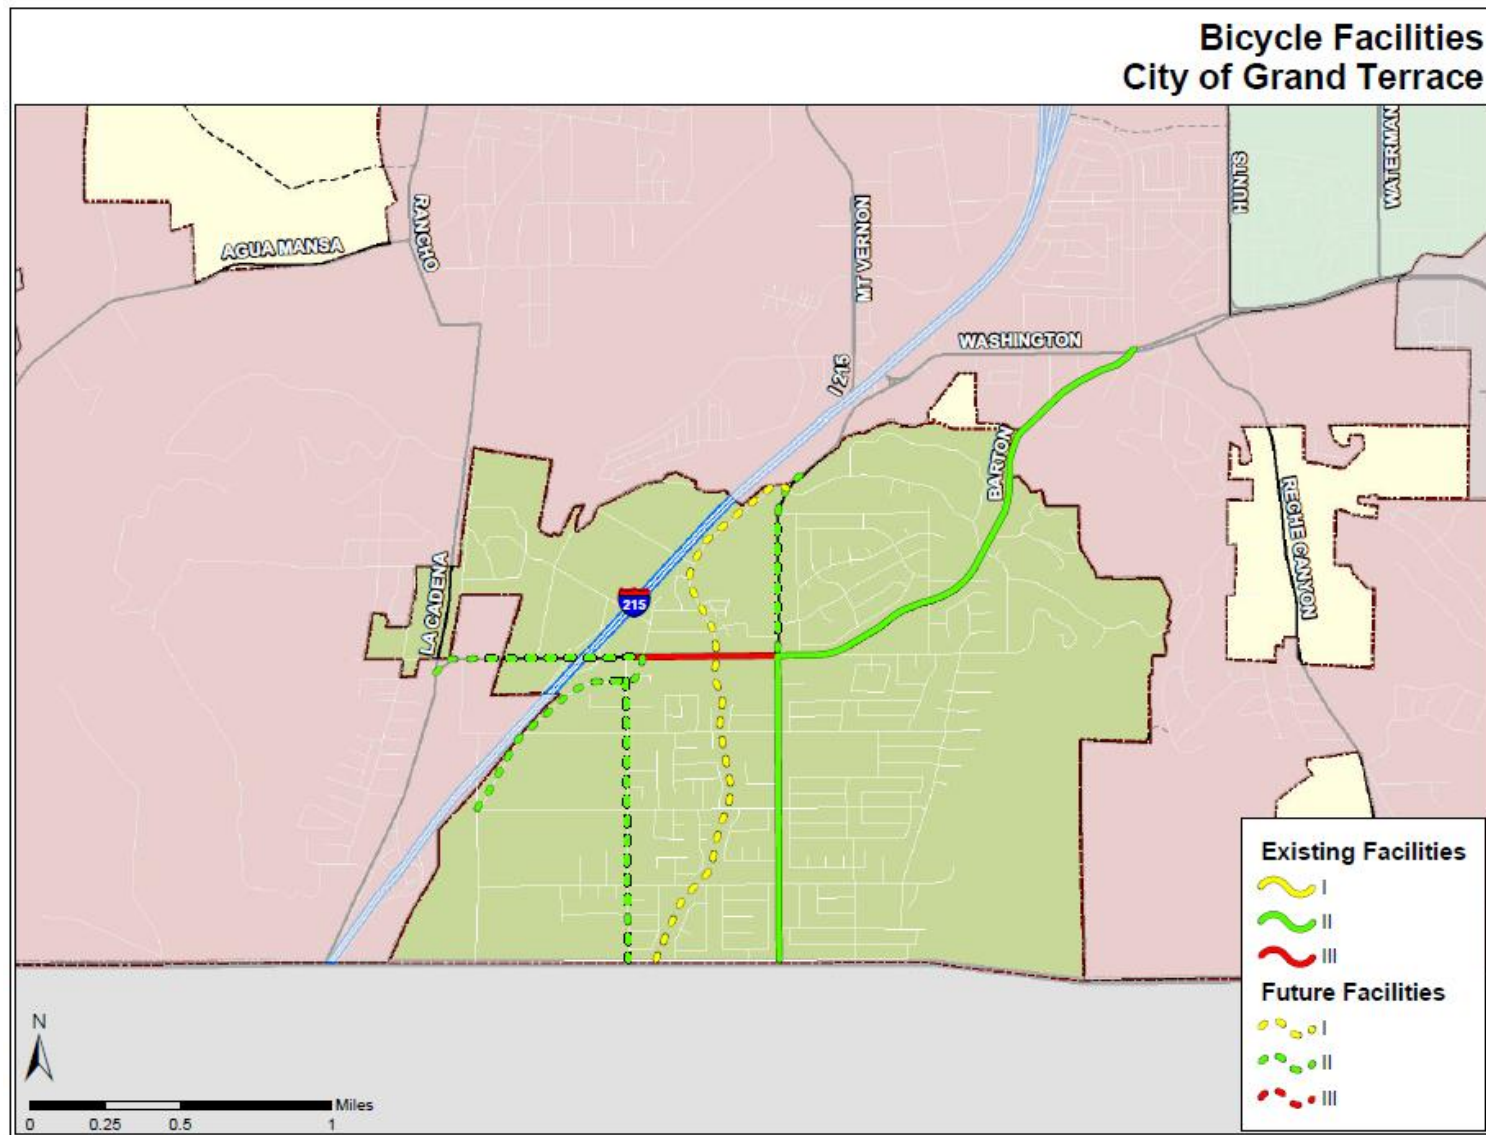 Bicycle Facilities
City of Grand Terrace
AGUA MANSA
RANCHO
MT VERNON
HUNTS
WATERMAN
I 215
WASHINGTON
BARTON
RECHE CANYON
LA CADENA
215
Existing Facilities
I
II
III
Future Facilities
I
II
III
N
Miles
0 0.25 0.5 1